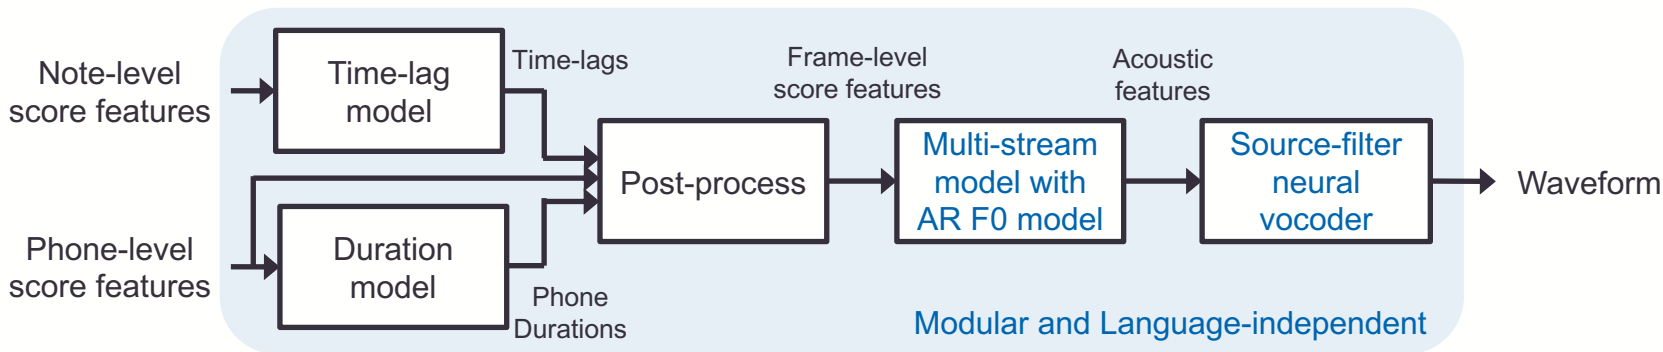 Note-level
score features
Time-lag
model
Time-lags
Phone-level
score features
Duration
model
Phone
Durations
Post-process
Frame-level
score features
Multi-stream
model with
AR F0 model
Acoustic
features
Source-filter
neural
vocoder
Waveform
Modular and Language-independent